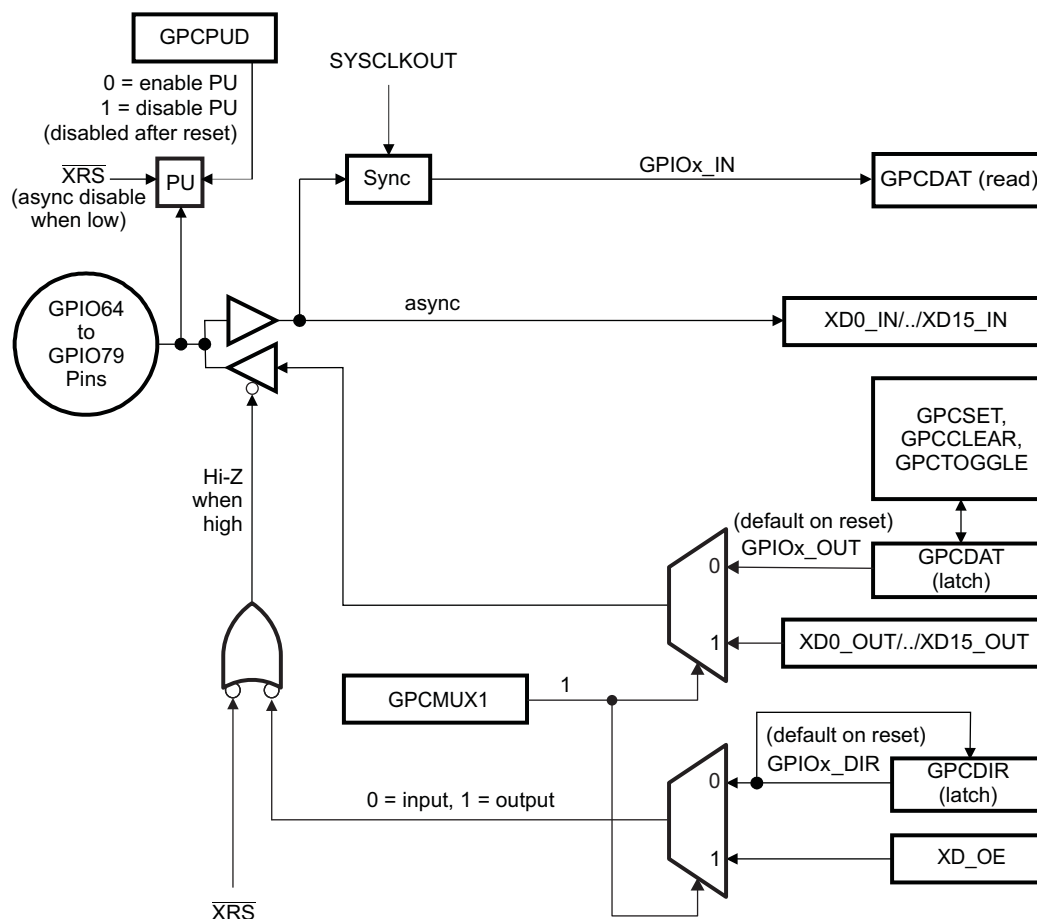 GPCPUD
0 = enable PU
1 = disable PU
(disabled after reset)
SYSCLKOUT
XRS
(async disable
when low)
PU
Sync
GPIOx_IN
GPCDAT (read)
GPIO64
to
GPIO79
Pins
async
XD0_IN/../XD15_IN
GPCSET,
GPCCLEAR,
GPCTOGGLE
Hi-Z
when
high
(default on reset)
GPIOx_OUT
0
GPCDAT
(latch)
1
XD0_OUT/../XD15_OUT
GPCMUX1
1
(default on reset)
GPIOx_DIR
0
GPCDIR
(latch)
0 = input, 1 = output
1
XD_OE
XRS